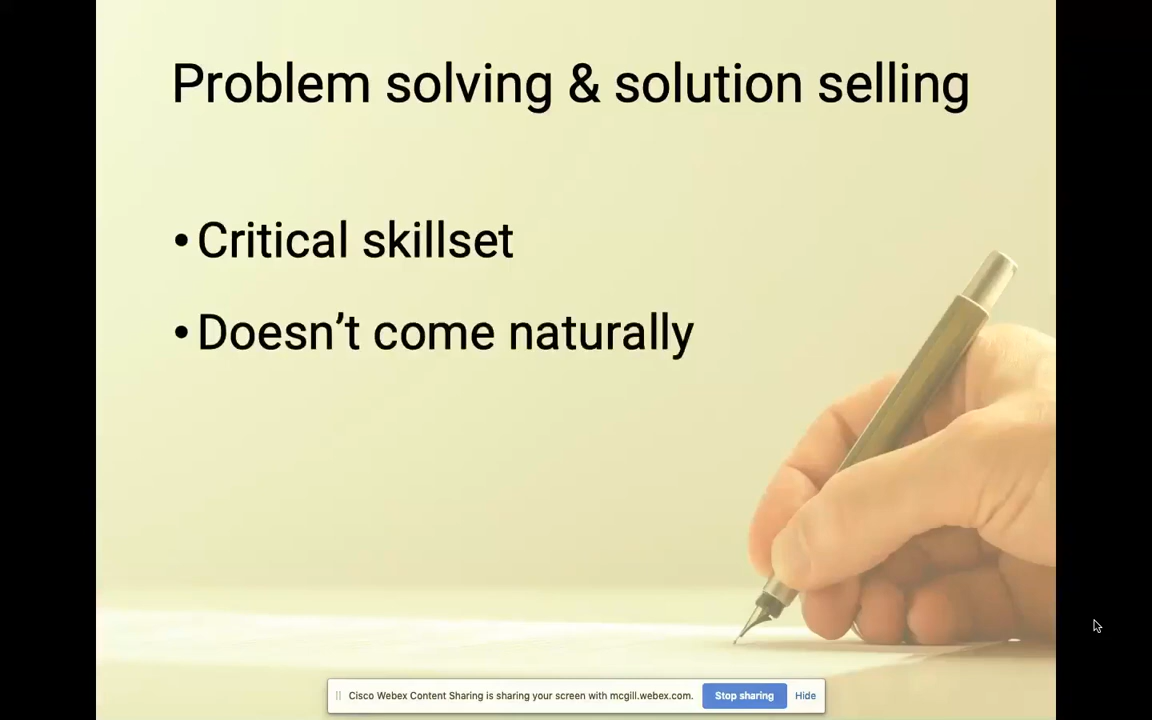 Problem solving & solution selling
• Critical skillset
• Doesn’t come naturally
Cisco Webex Content Sharing is sharing your screen with mcgill.webex.com. Stop sharing Hide